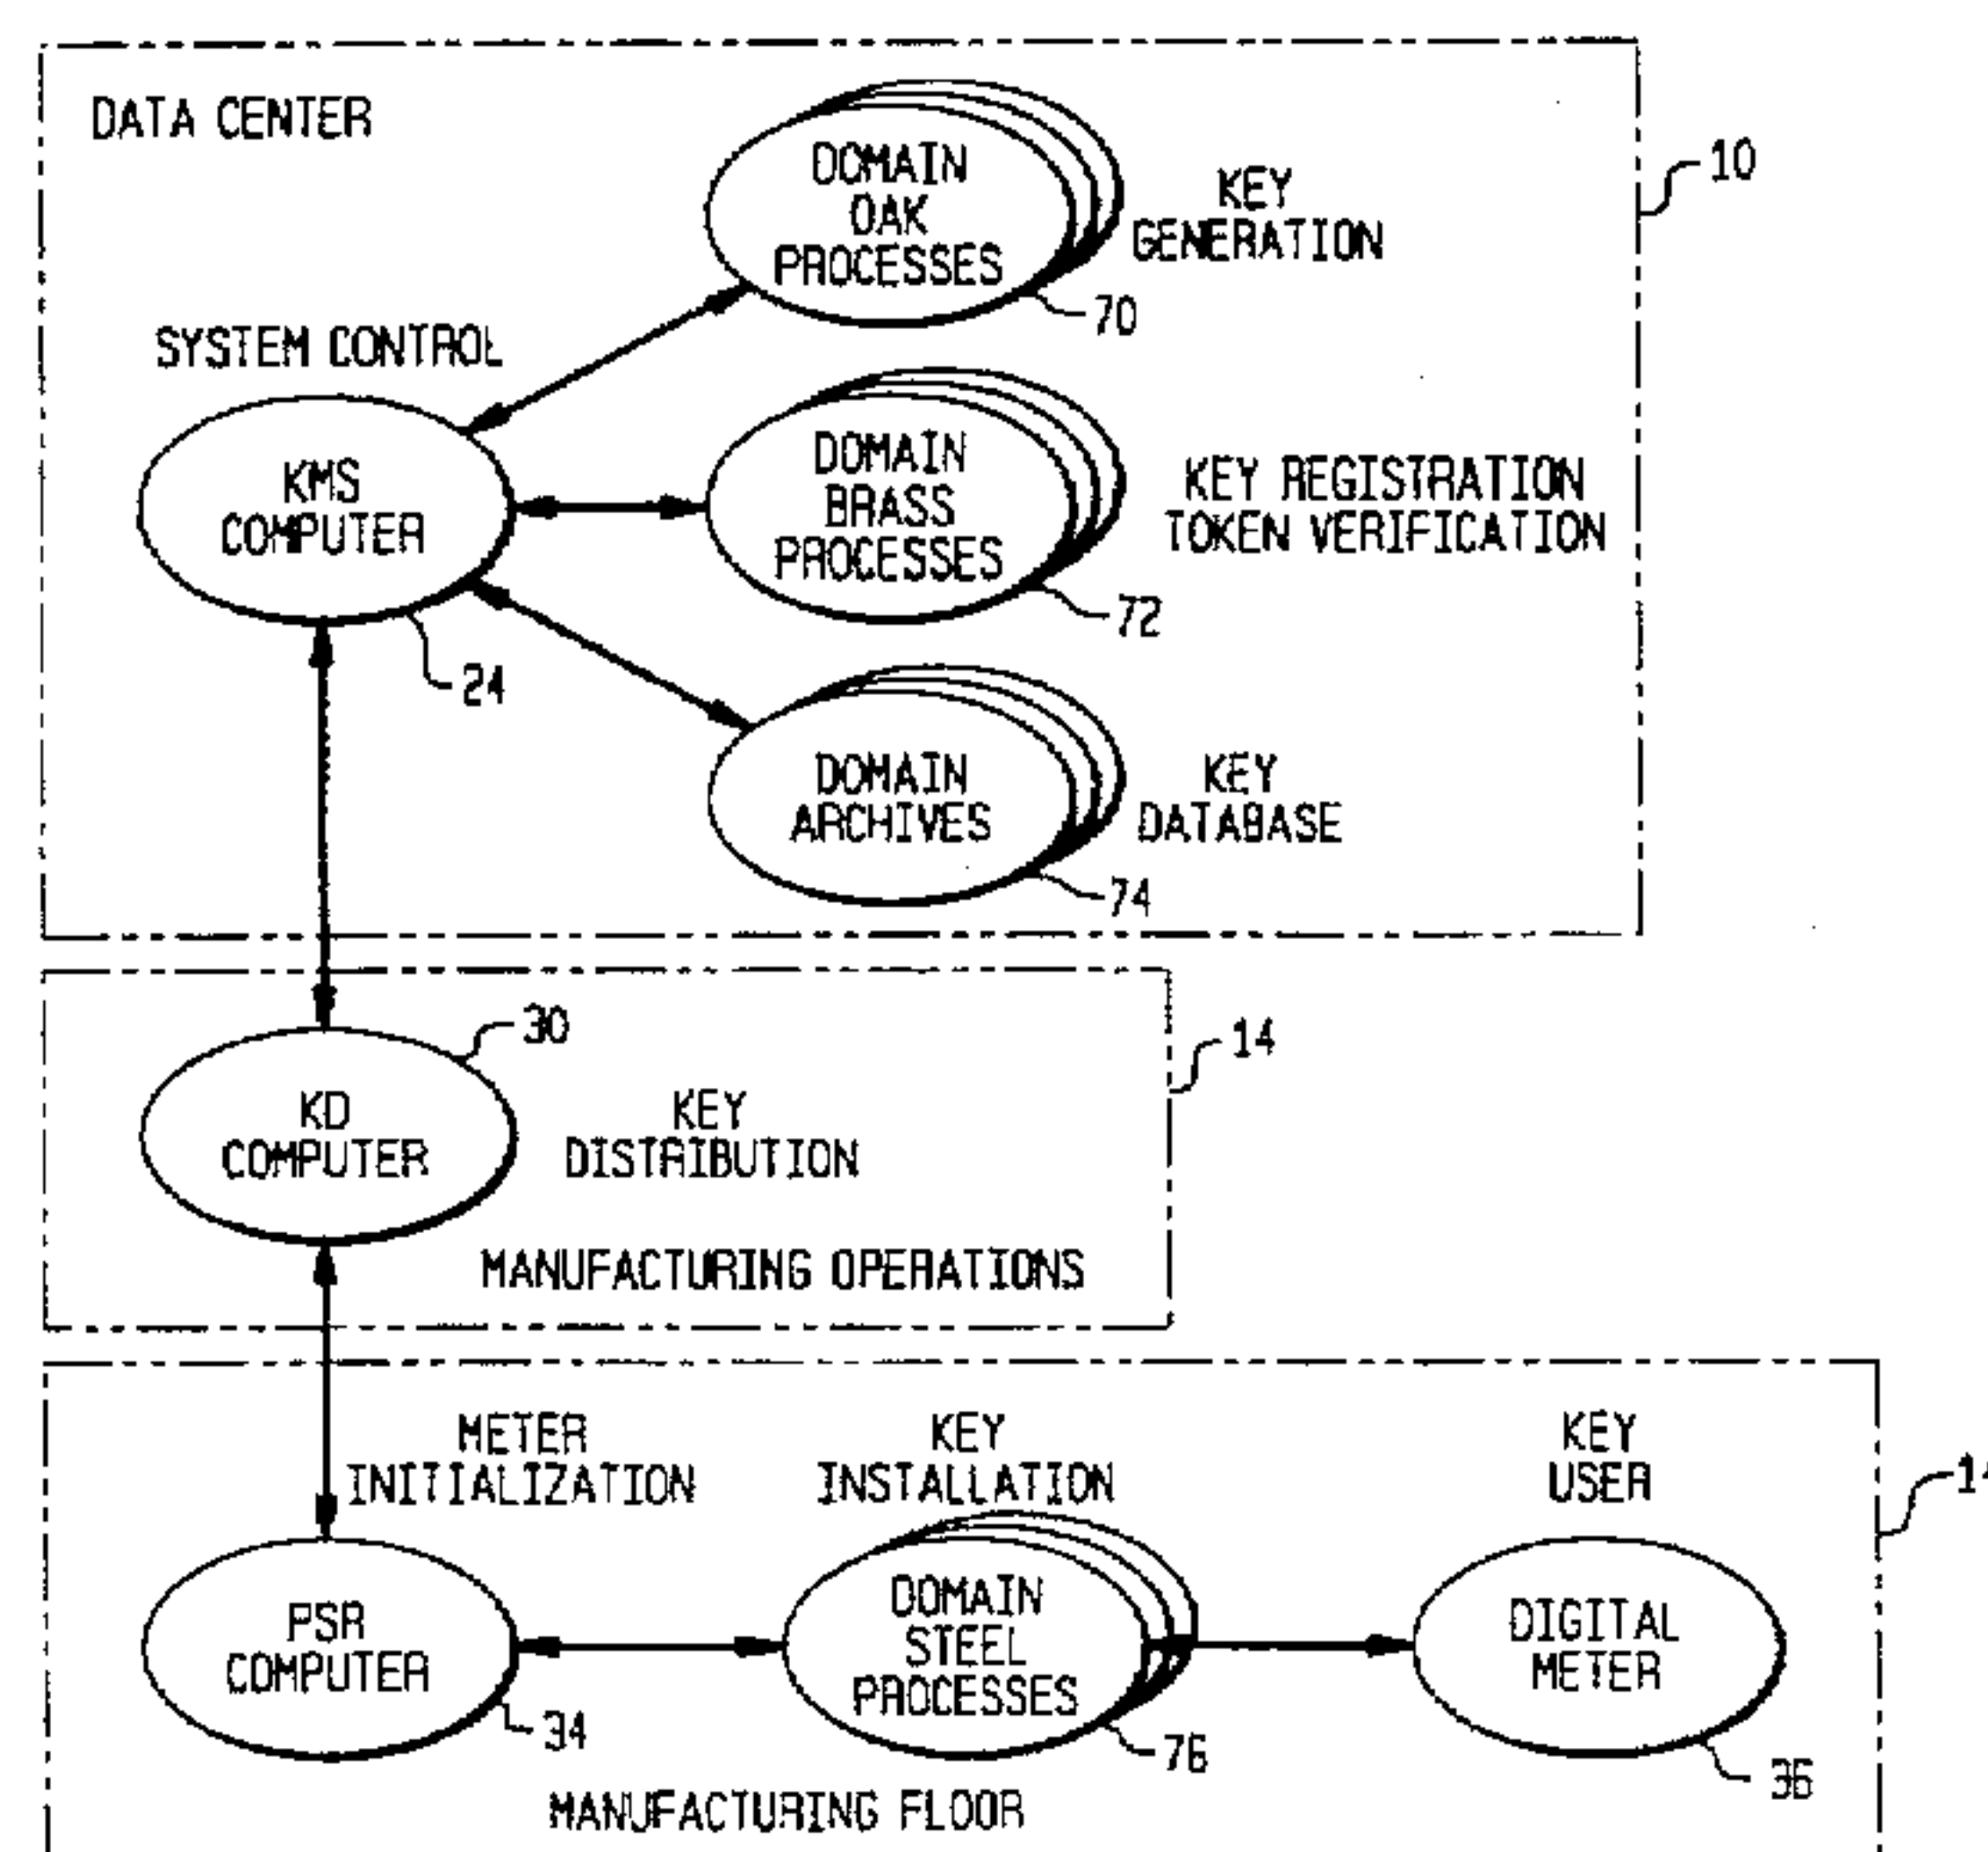 DATA CENTER
DOMAIN
OAK
PROCESSES
KEY
GENERATION
10
70
SYSTEM CONTROL
KMS
COMPUTER
24
DOMAIN
BRASS
PROCESSES
KEY REGISTRATION
TOKEN VERIFICATION
72
DOMAIN
ARCHIVES
KEY
DATABASE
74
30
14
KD
COMPUTER
KEY
DISTRIBUTION
MANUFACTURING OPERATIONS
METER
INITIALIZATION
KEY
INSTALLATION
KEY
USER
PSR
COMPUTER
34
DOMAIN
STEEL
PROCESSES
76
DIGITAL
METER
36
MANUFACTURING FLOOR